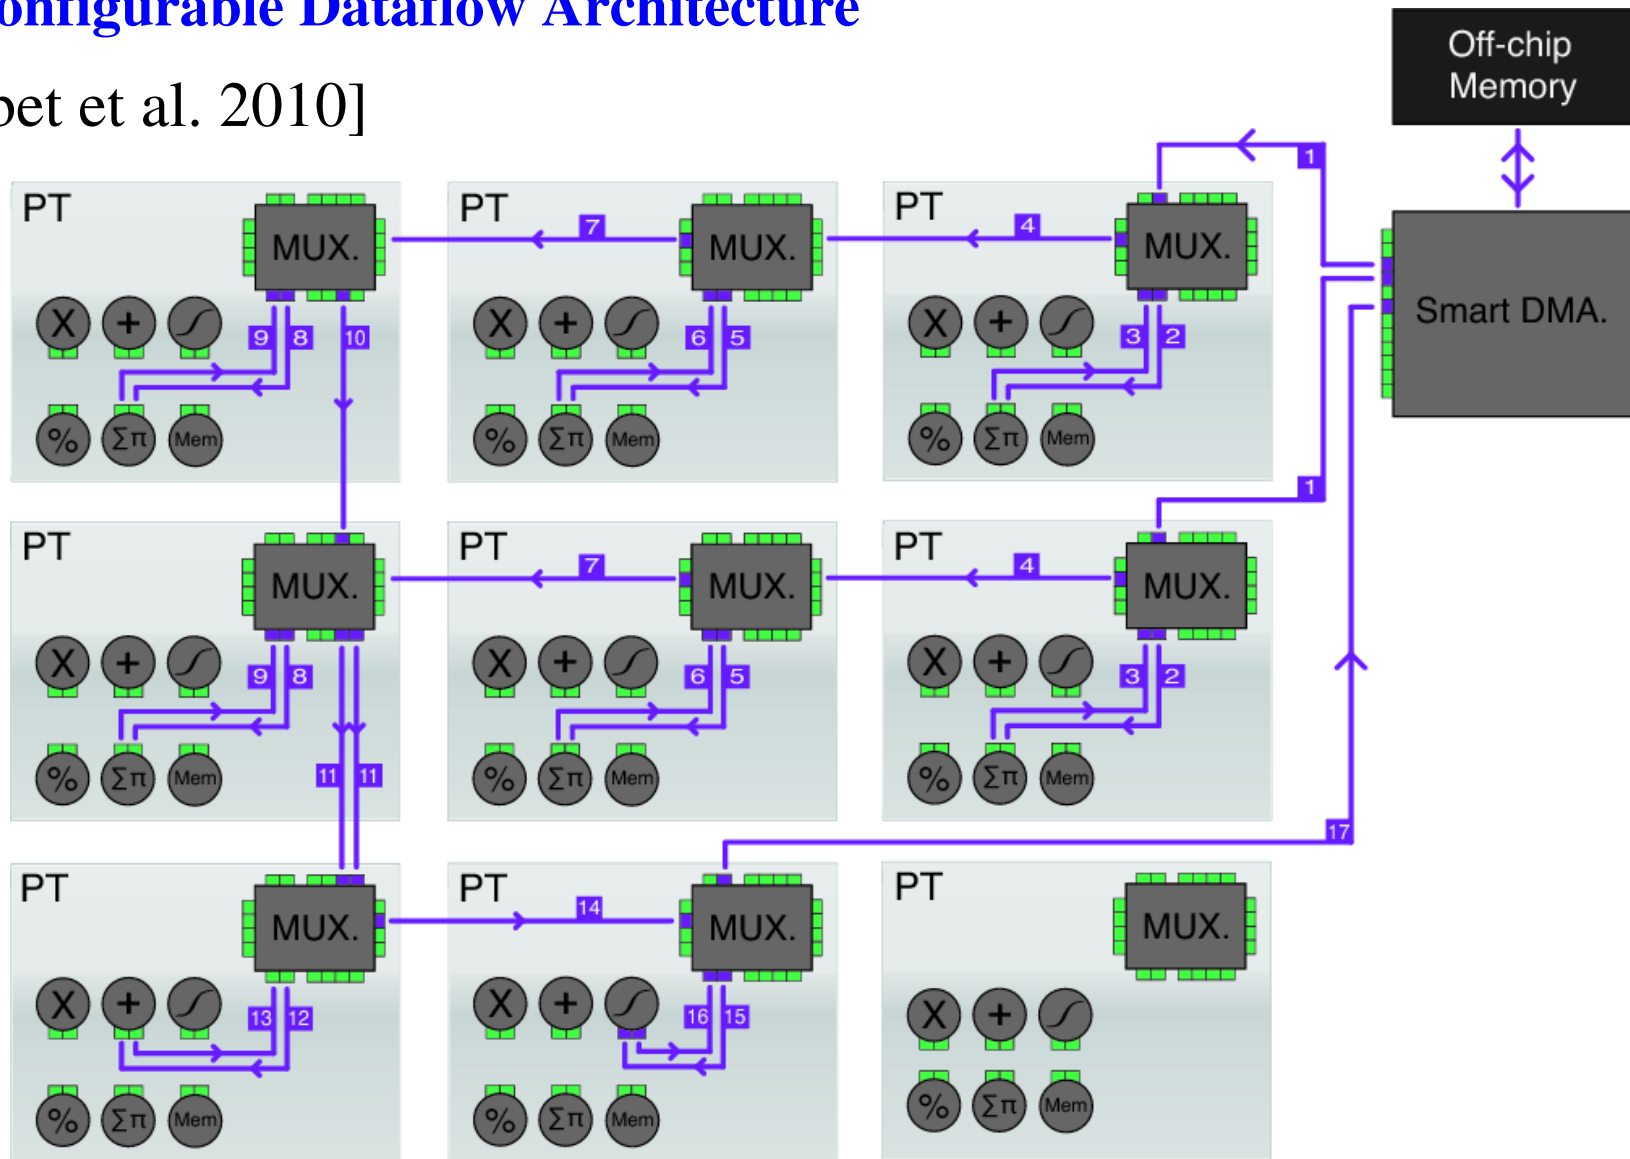 Dataflow Architecture
et al. 2010]
Off-chip
Memory
1
PT
MUX.
7
PT
MUX.
4
PT
MUX.
Smart DMA.
X + 9 8 10
X + 6 5
X + 3 2
% Σπ Mem
% Σπ Mem
% Σπ Mem
1
PT
MUX.
7
PT
MUX.
4
PT
MUX.
X + 9 8
X + 6 5
X + 3 2
% Σπ Mem 11 11
% Σπ Mem
% Σπ Mem
17
PT
MUX.
14
PT
MUX.
PT
MUX.
X + 13 12
X + 16 15
X +
% Σπ Mem
% Σπ Mem
% Σπ Mem